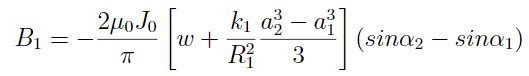 $B_1 = -\frac{2\mu_0 J_0}{\pi} \left[ w + \frac{k_1}{R_1^2} \frac{a_2^3 - a_1^3}{3} \right] (sin\alpha_2 - sin\alpha_1)$